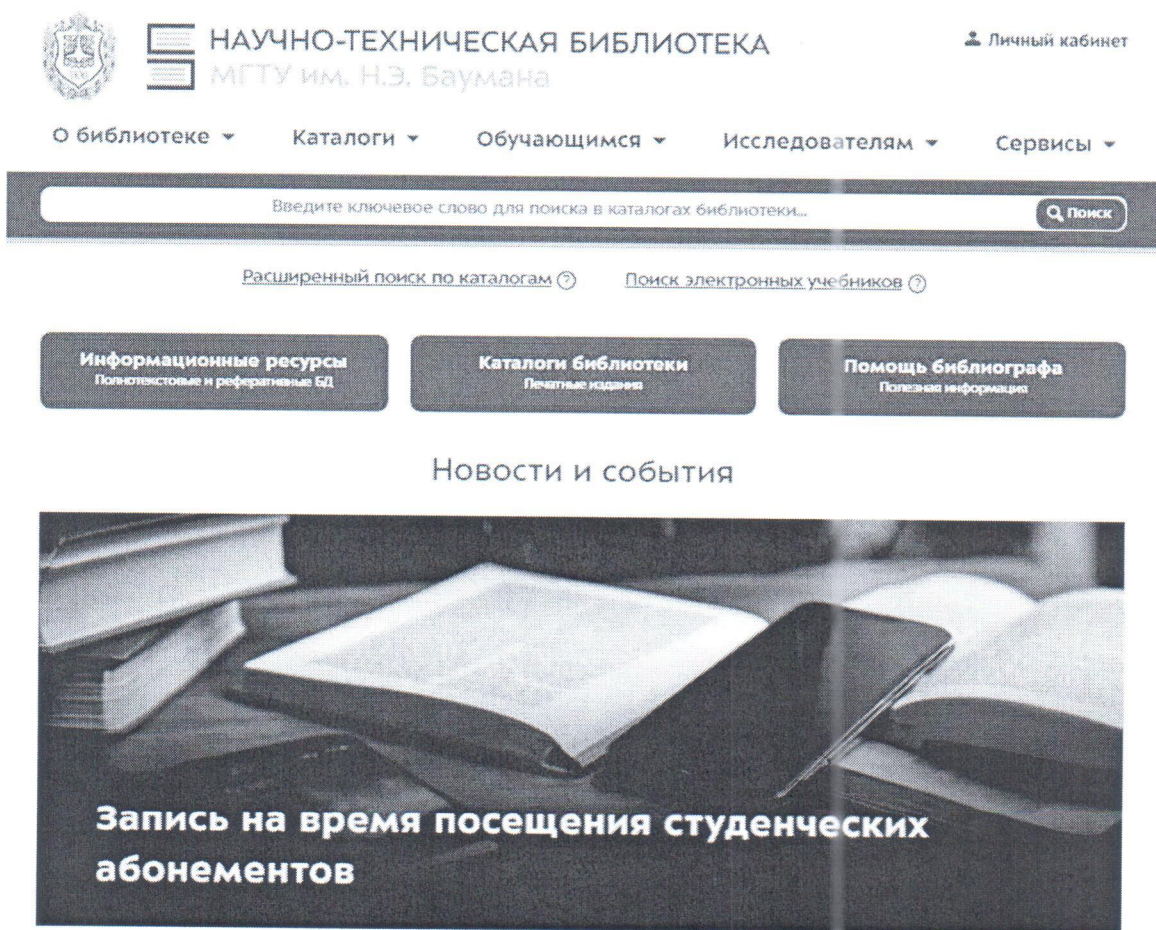 НАУЧНО-ТЕХНИЧЕСКАЯ БИБЛИОТЕКА
МГТУ им. Н.Э. Баумана
Личный кабинет
О библиотеке
Каталоги
Обучающимся
Исследователям
Сервисы
Введите ключевое слово для поиска в каталогах библиотеки...
Поиск
Расширенный поиск по каталогам ?
Поиск электронных учебников ?
Информационные ресурсы
Полнотекстовые и реферативные БД
Каталоги библиотеки
Печатные издания
Помощь библиографа
Полезная информация
Новости и события
Запись на время посещения студенческих
абонементов